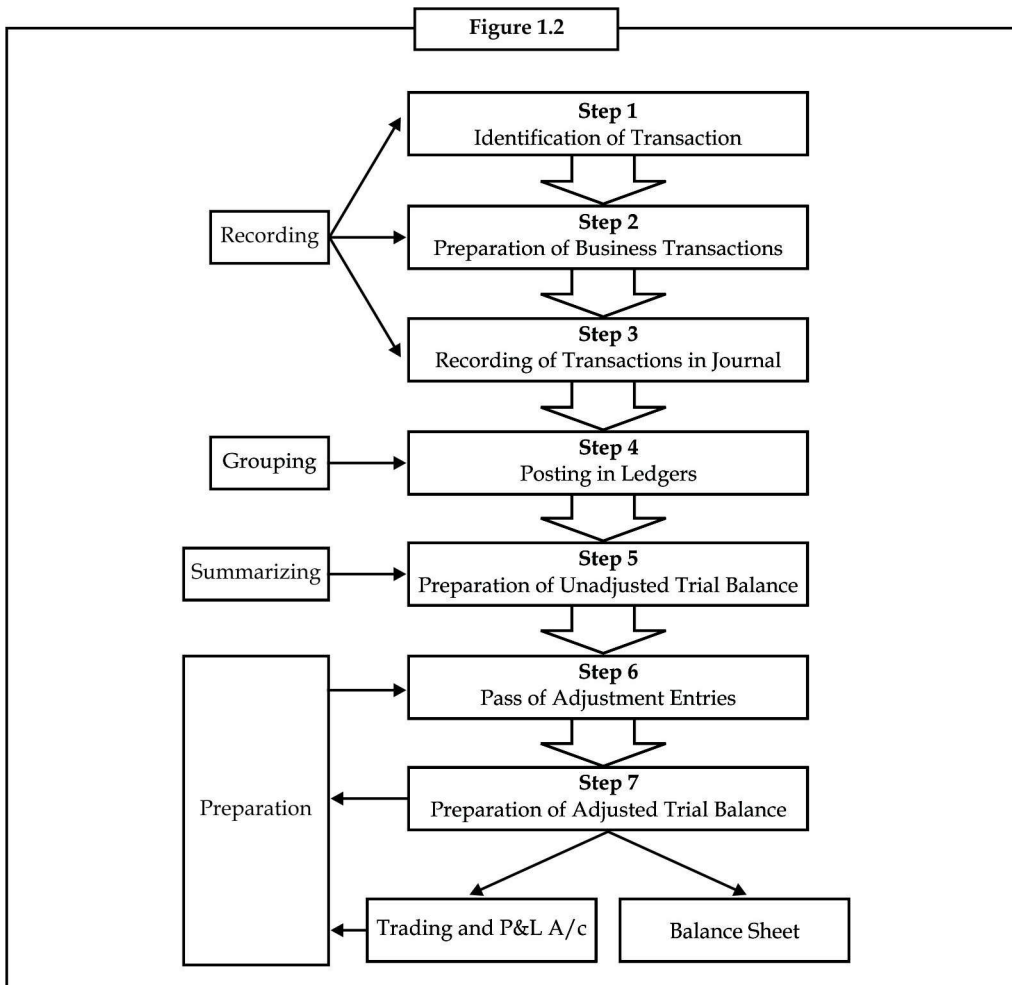 Figure 1.2
Step 1
Identification of Transaction
Recording
Step 2
Preparation of Business Transactions
Step 3
Recording of Transactions in Journal
Grouping
Step 4
Posting in Ledgers
Summarizing
Step 5
Preparation of Unadjusted Trial Balance
Step 6
Pass of Adjustment Entries
Preparation
Step 7
Preparation of Adjusted Trial Balance
Trading and P&L A/c
Balance Sheet